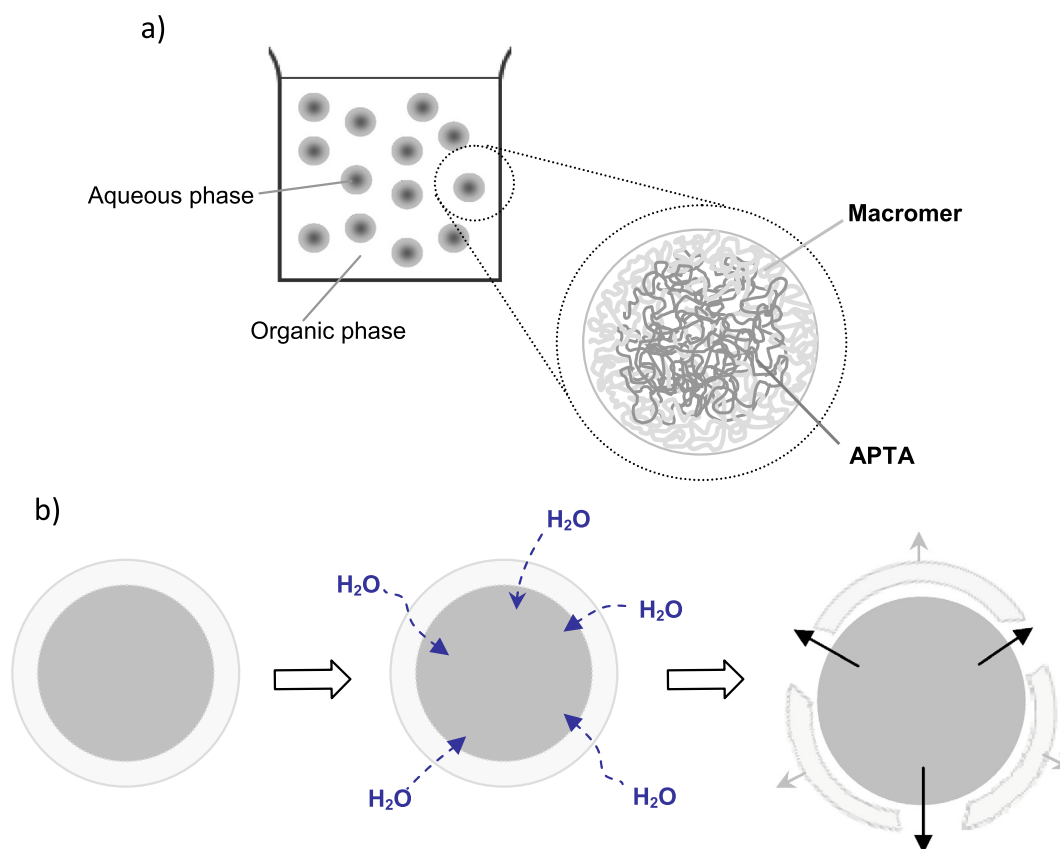 a)
Aqueous phase
Macromer
Organic phase
APTA
b)
H₂O
H₂O
H₂O
H₂O
H₂O